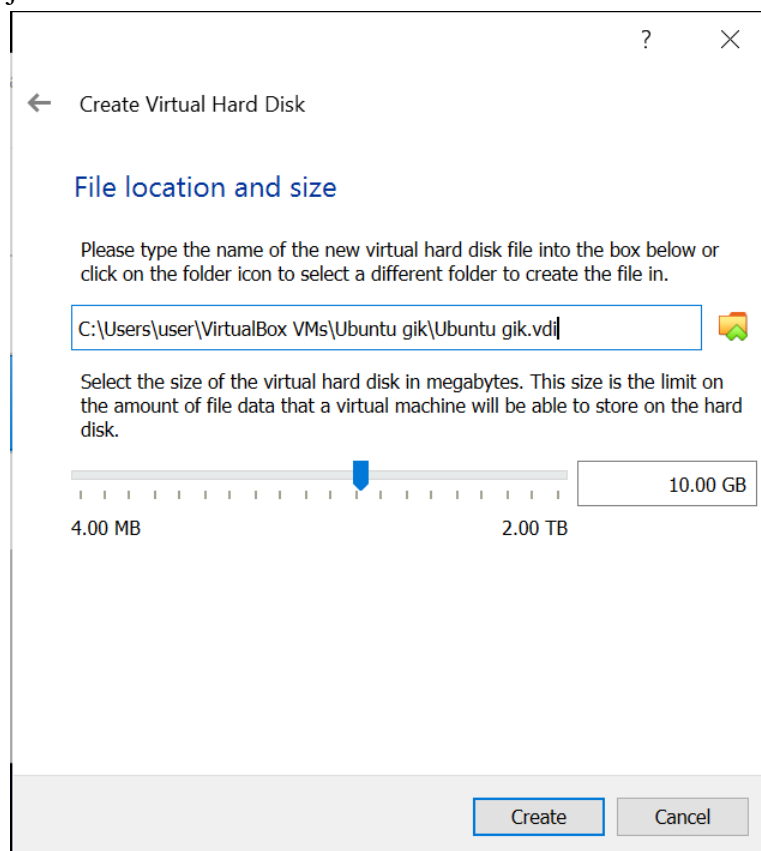 ?
Create Virtual Hard Disk
File location and size
Please type the name of the new virtual hard disk file into the box below or
click on the folder icon to select a different folder to create the file in.
C:\Users\user\VirtualBox VMs\Ubuntu gik\Ubuntu gik.vdi
Select the size of the virtual hard disk in megabytes. This size is the limit on
the amount of file data that a virtual machine will be able to store on the hard
disk.
10.00 GB
4.00 MB
2.00 TB
Create
Cancel